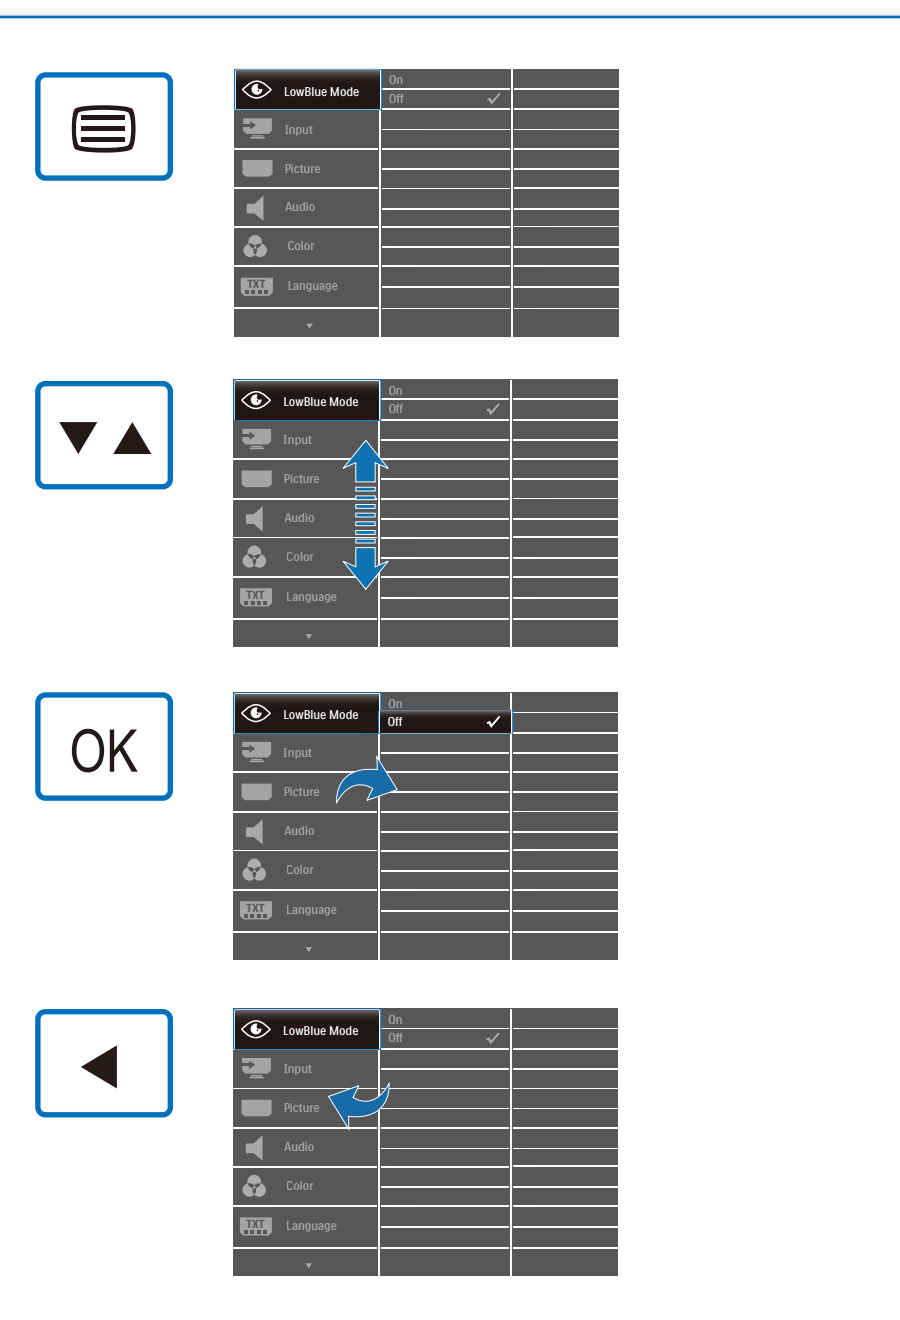 LowBlue Mode
On
Off
Input
Picture
Audio
Color
TXT
Language
LowBlue Mode
On
Off
Input
Picture
Audio
Color
TXT
Language
OK
LowBlue Mode
On
Off
Input
Picture
Audio
Color
TXT
Language
LowBlue Mode
On
Off
Input
Picture
Audio
Color
TXT
Language